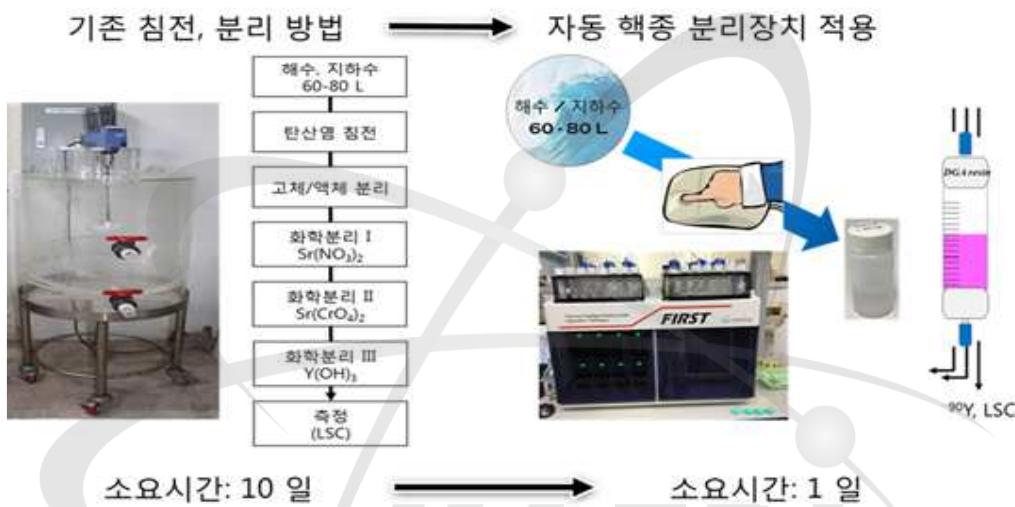 기존 침전, 분리 방법
자동 핵종 분리장치 적용
해수, 지하수
60-80 L
탄산염 침전
고체/액체 분리
화학분리 I
Sr(NO₃)₂
화학분리 II
Sr(CrO₄)₂
화학분리 III
Y(OH)₃
측정
(LSC)
해수 / 지하수
60-80 L
FIRST
DGA resin
⁹⁰Y, LSC
소요시간: 10 일
소요시간: 1 일